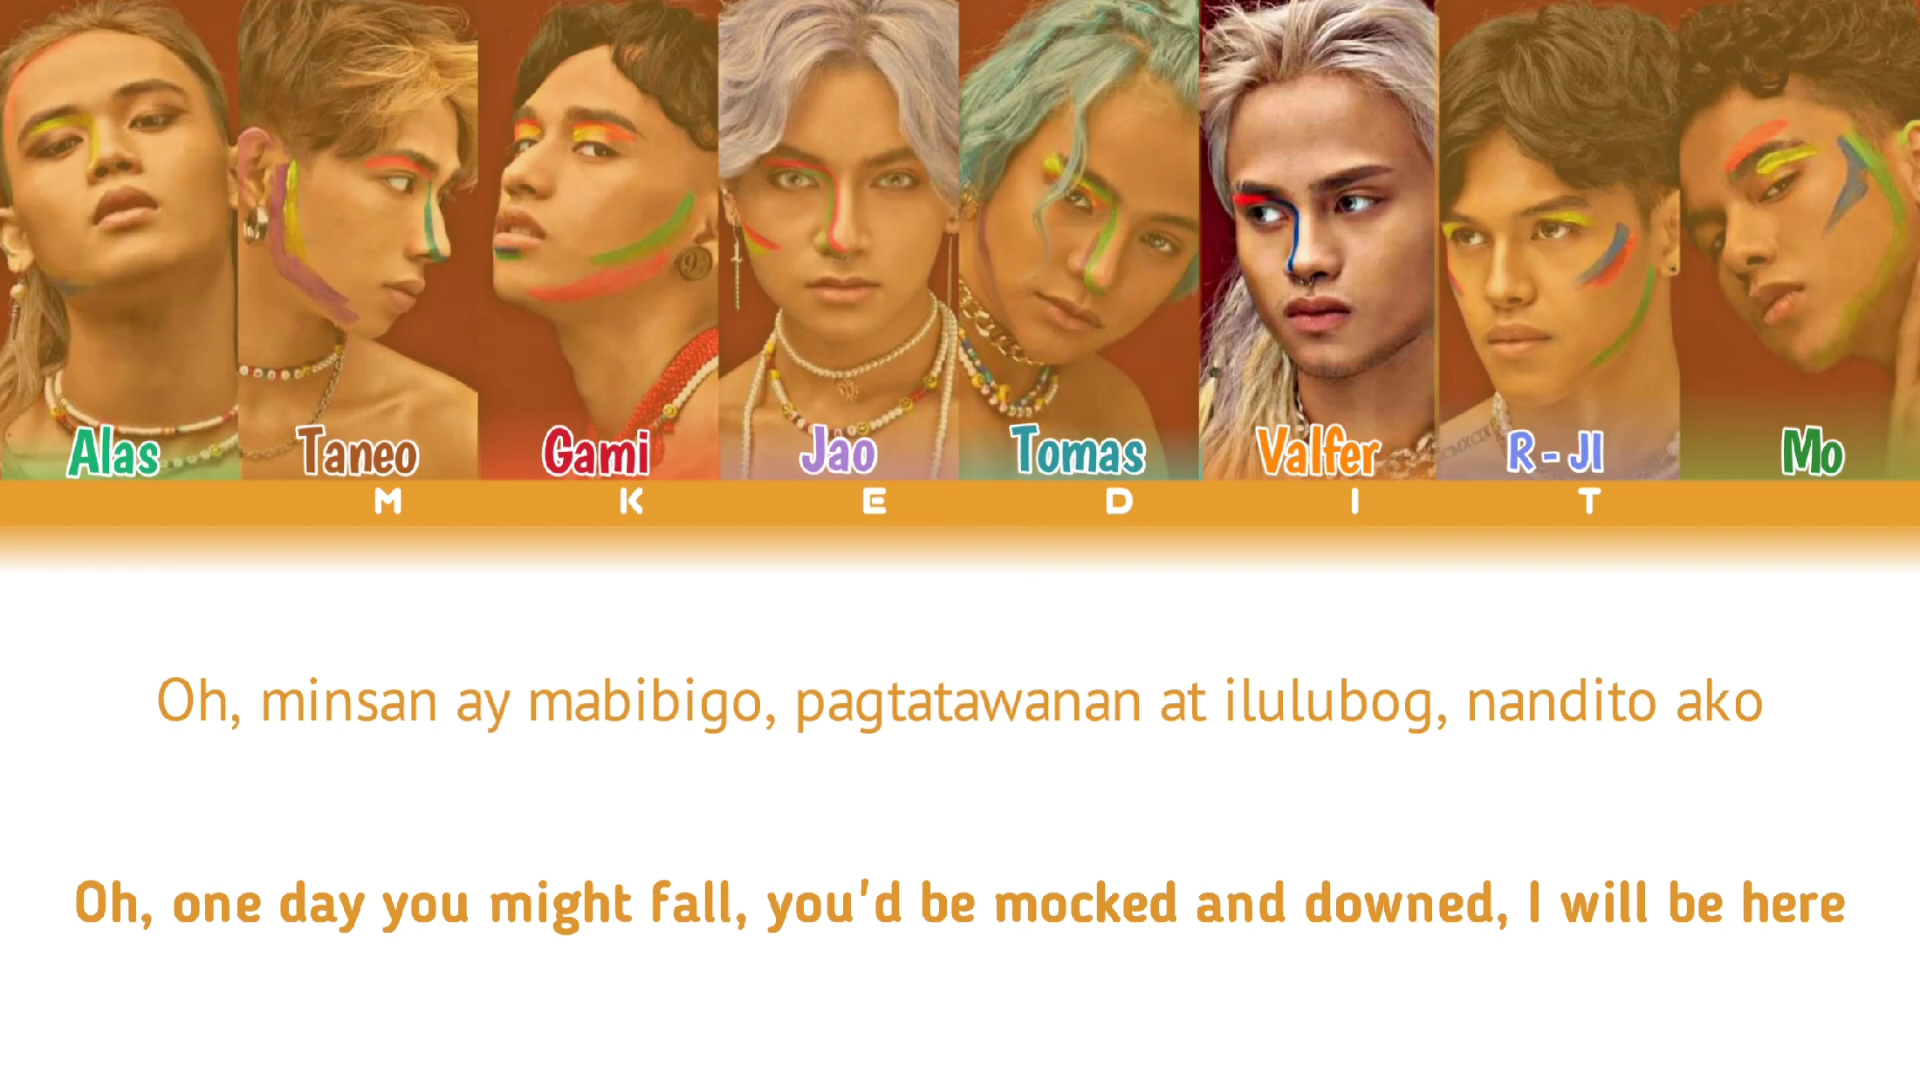 Alas Taneo Gami Jao Tomas Valfer R-JI Mo
M K E D I T
Oh, minsan ay mabibigo, pagtatawanan at ilulubog, nandito ako
Oh, one day you might fall, you'd be mocked and downed, I will be here